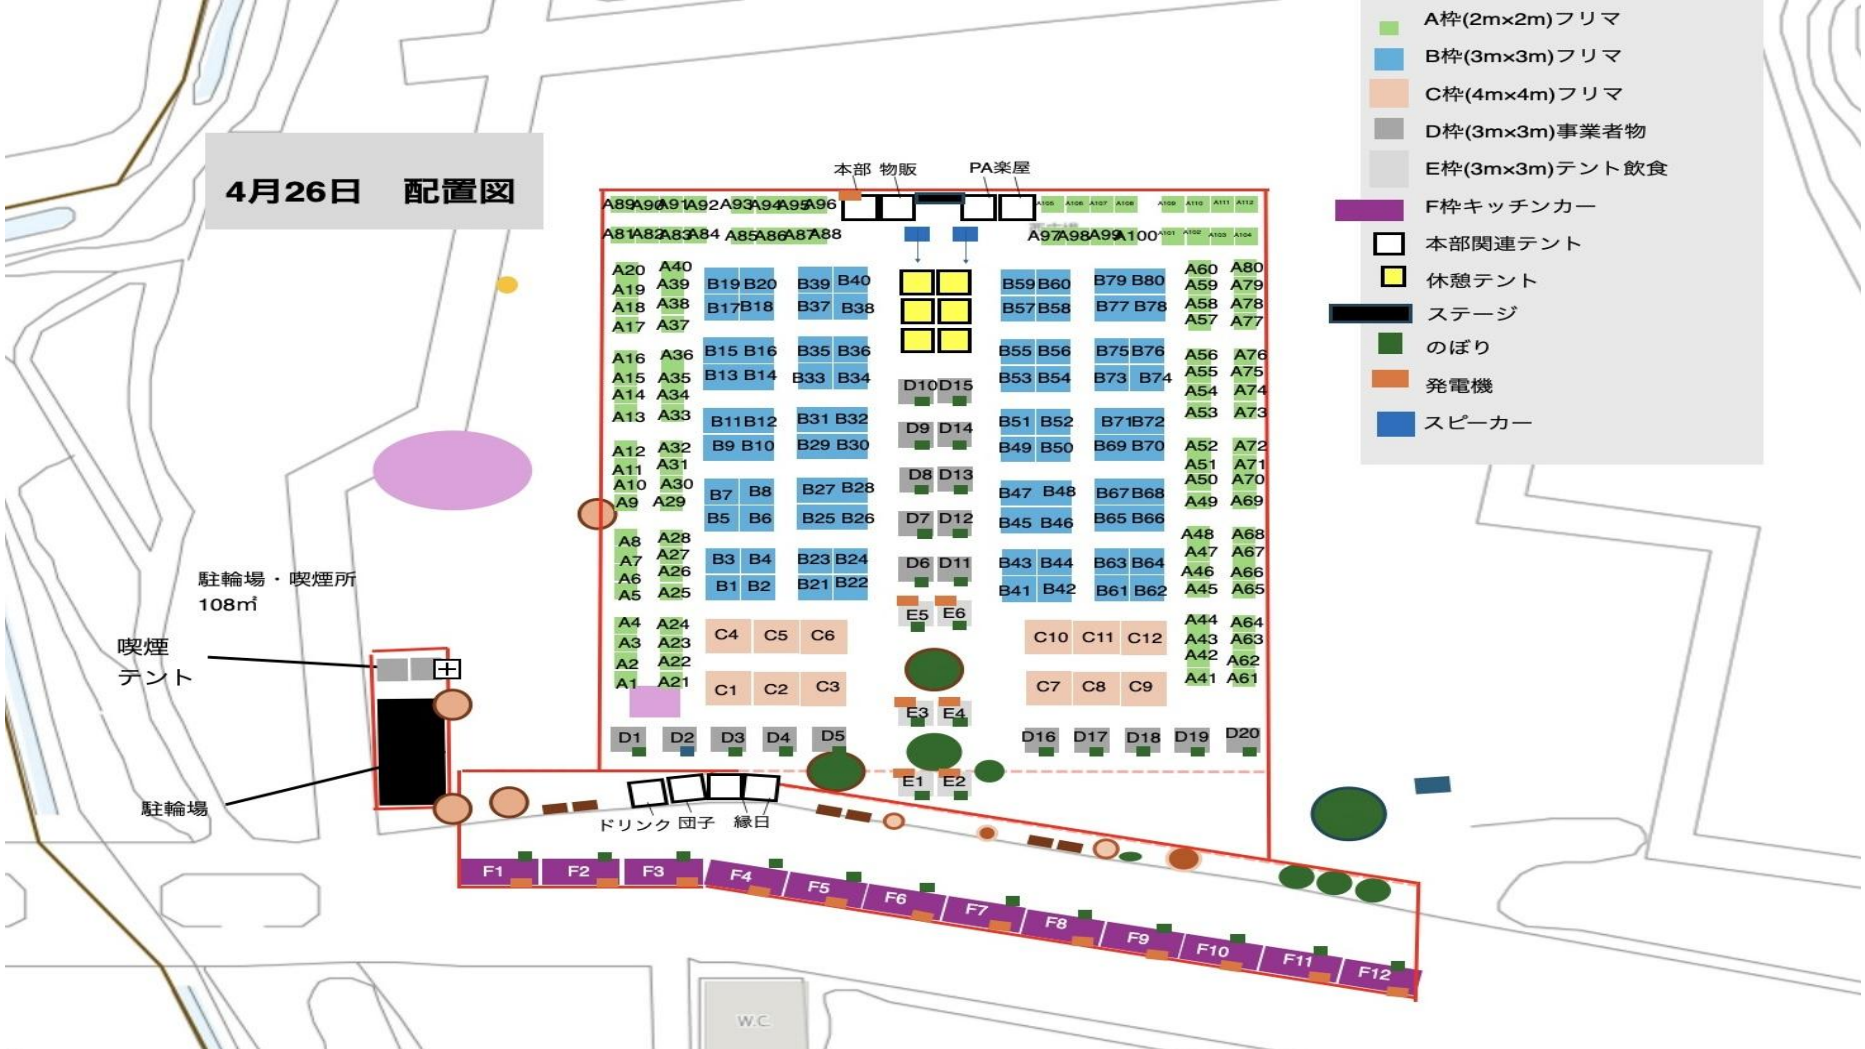 A枠(2m×2m)フリマ
B枠(3m×3m)フリマ
C枠(4m×4m)フリマ
D枠(3m×3m)事業者物
E枠(3m×3m)テント飲食
F枠キッチンカー
本部関連テント
休憩テント
ステージ
のぼり
発電機
スピーカー
4月26日 配置図
本部 物販 PA楽屋
A89 A90 A91 A92 A93 A94 A95 A96 A105 A106 A107 A108 A109 A110 A111 A112
A81 A82 A83 A84 A85 A86 A87 A88 A97 A98 A99 A100 A101 A102 A103 A104
A20 A40 B19 B20 B39 B40 B59 B60 B79 B80 A60 A80
A19 A39 A59 A79
A18 A38 B17 B18 B37 B38 B57 B58 B77 B78 A58 A78
A17 A37 A57 A77
A16 A36 B15 B16 B35 B36 B55 B56 B75 B76 A56 A76
A15 A35 B13 B14 B33 B34 B53 B54 B73 B74 A55 A75
A14 A34 D10 D15 A54 A74
A13 A33 B11 B12 B31 B32 B51 B52 B71 B72 A53 A73
D9 D14
A12 A32 B9 B10 B29 B30 B49 B50 B69 B70 A52 A72
A11 A31 A51 A71
A10 A30 D8 D13 A50 A70
A9 A29 B7 B8 B27 B28 B47 B48 B67 B68 A49 A69
B5 B6 B25 B26 D7 D12 B45 B46 B65 B66
A8 A28 A48 A68
A7 A27 B3 B4 B23 B24 D6 D11 B43 B44 B63 B64 A47 A67
A6 A26 A46 A66
A5 A25 B1 B2 B21 B22 B41 B42 B61 B62 A45 A65
E5 E6
A4 A24 C4 C5 C6 C10 C11 C12 A44 A64
A3 A23 A43 A63
A2 A22 A42 A62
A1 A21 C1 C2 C3 C7 C8 C9 A41 A61
E3 E4
D1 D2 D3 D4 D5 D16 D17 D18 D19 D20
E1 E2
駐輪場・喫煙所
108㎡
喫煙
テント
駐輪場
ドリンク 団子 縁日
F1 F2 F3 F4 F5 F6 F7 F8 F9 F10 F11 F12
W.C.